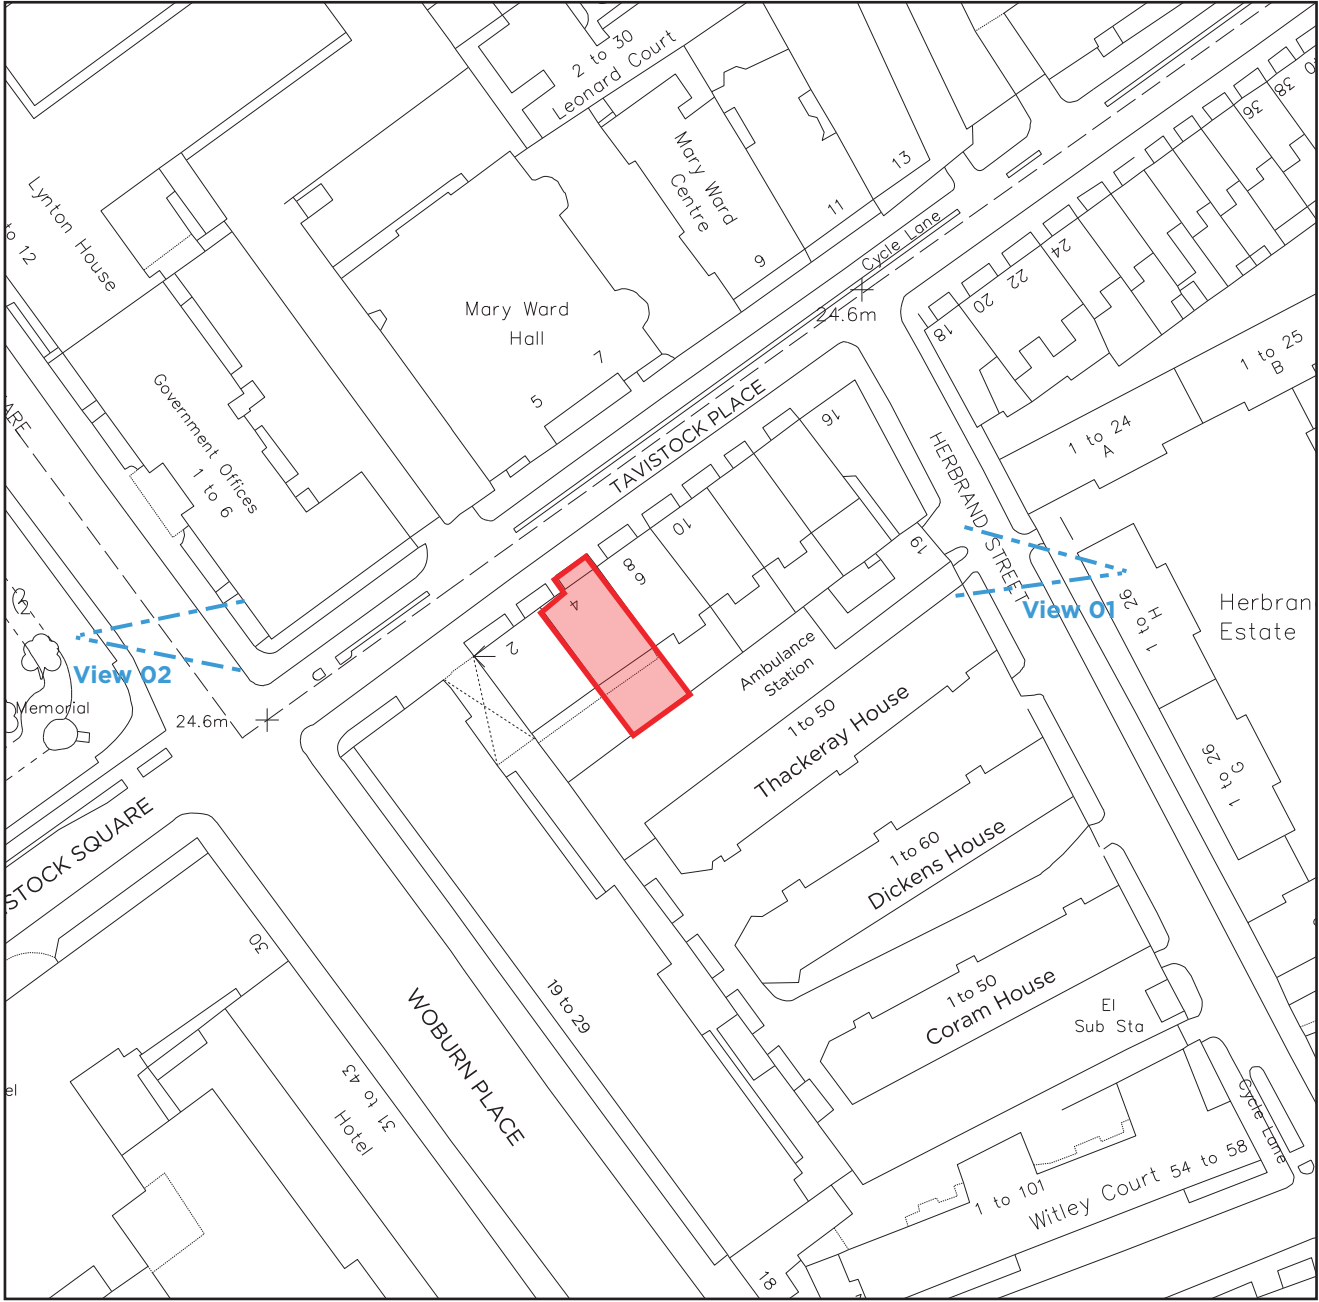 2 to 30
Leonard Court
Mary Ward
Centre
13
11
9
Cycle Lane
24.6m
36
38
Lynton House
to 12
Mary Ward
Hall
7
5
24
22
20
18
1 to 25
B
1 to 24
A
Government Offices
1 to 6
TAVISTOCK PLACE
16
HERBRAND STREET
10
8
6
4
2
19
View 01
1 to 26
H
Herbran
Estate
View 02
Memorial
24.6m
Ambulance
Station
1 to 50
Thackeray House
1 to 26
G
1 to 60
Dickens House
STOCK SQUARE
30
19 to 29
WOBURN PLACE
1 to 50
Coram House
El
Sub Sta
31 to 43
Hotel
el
Cycle Lane
1 to 101
Witley Court 54 to 58
18